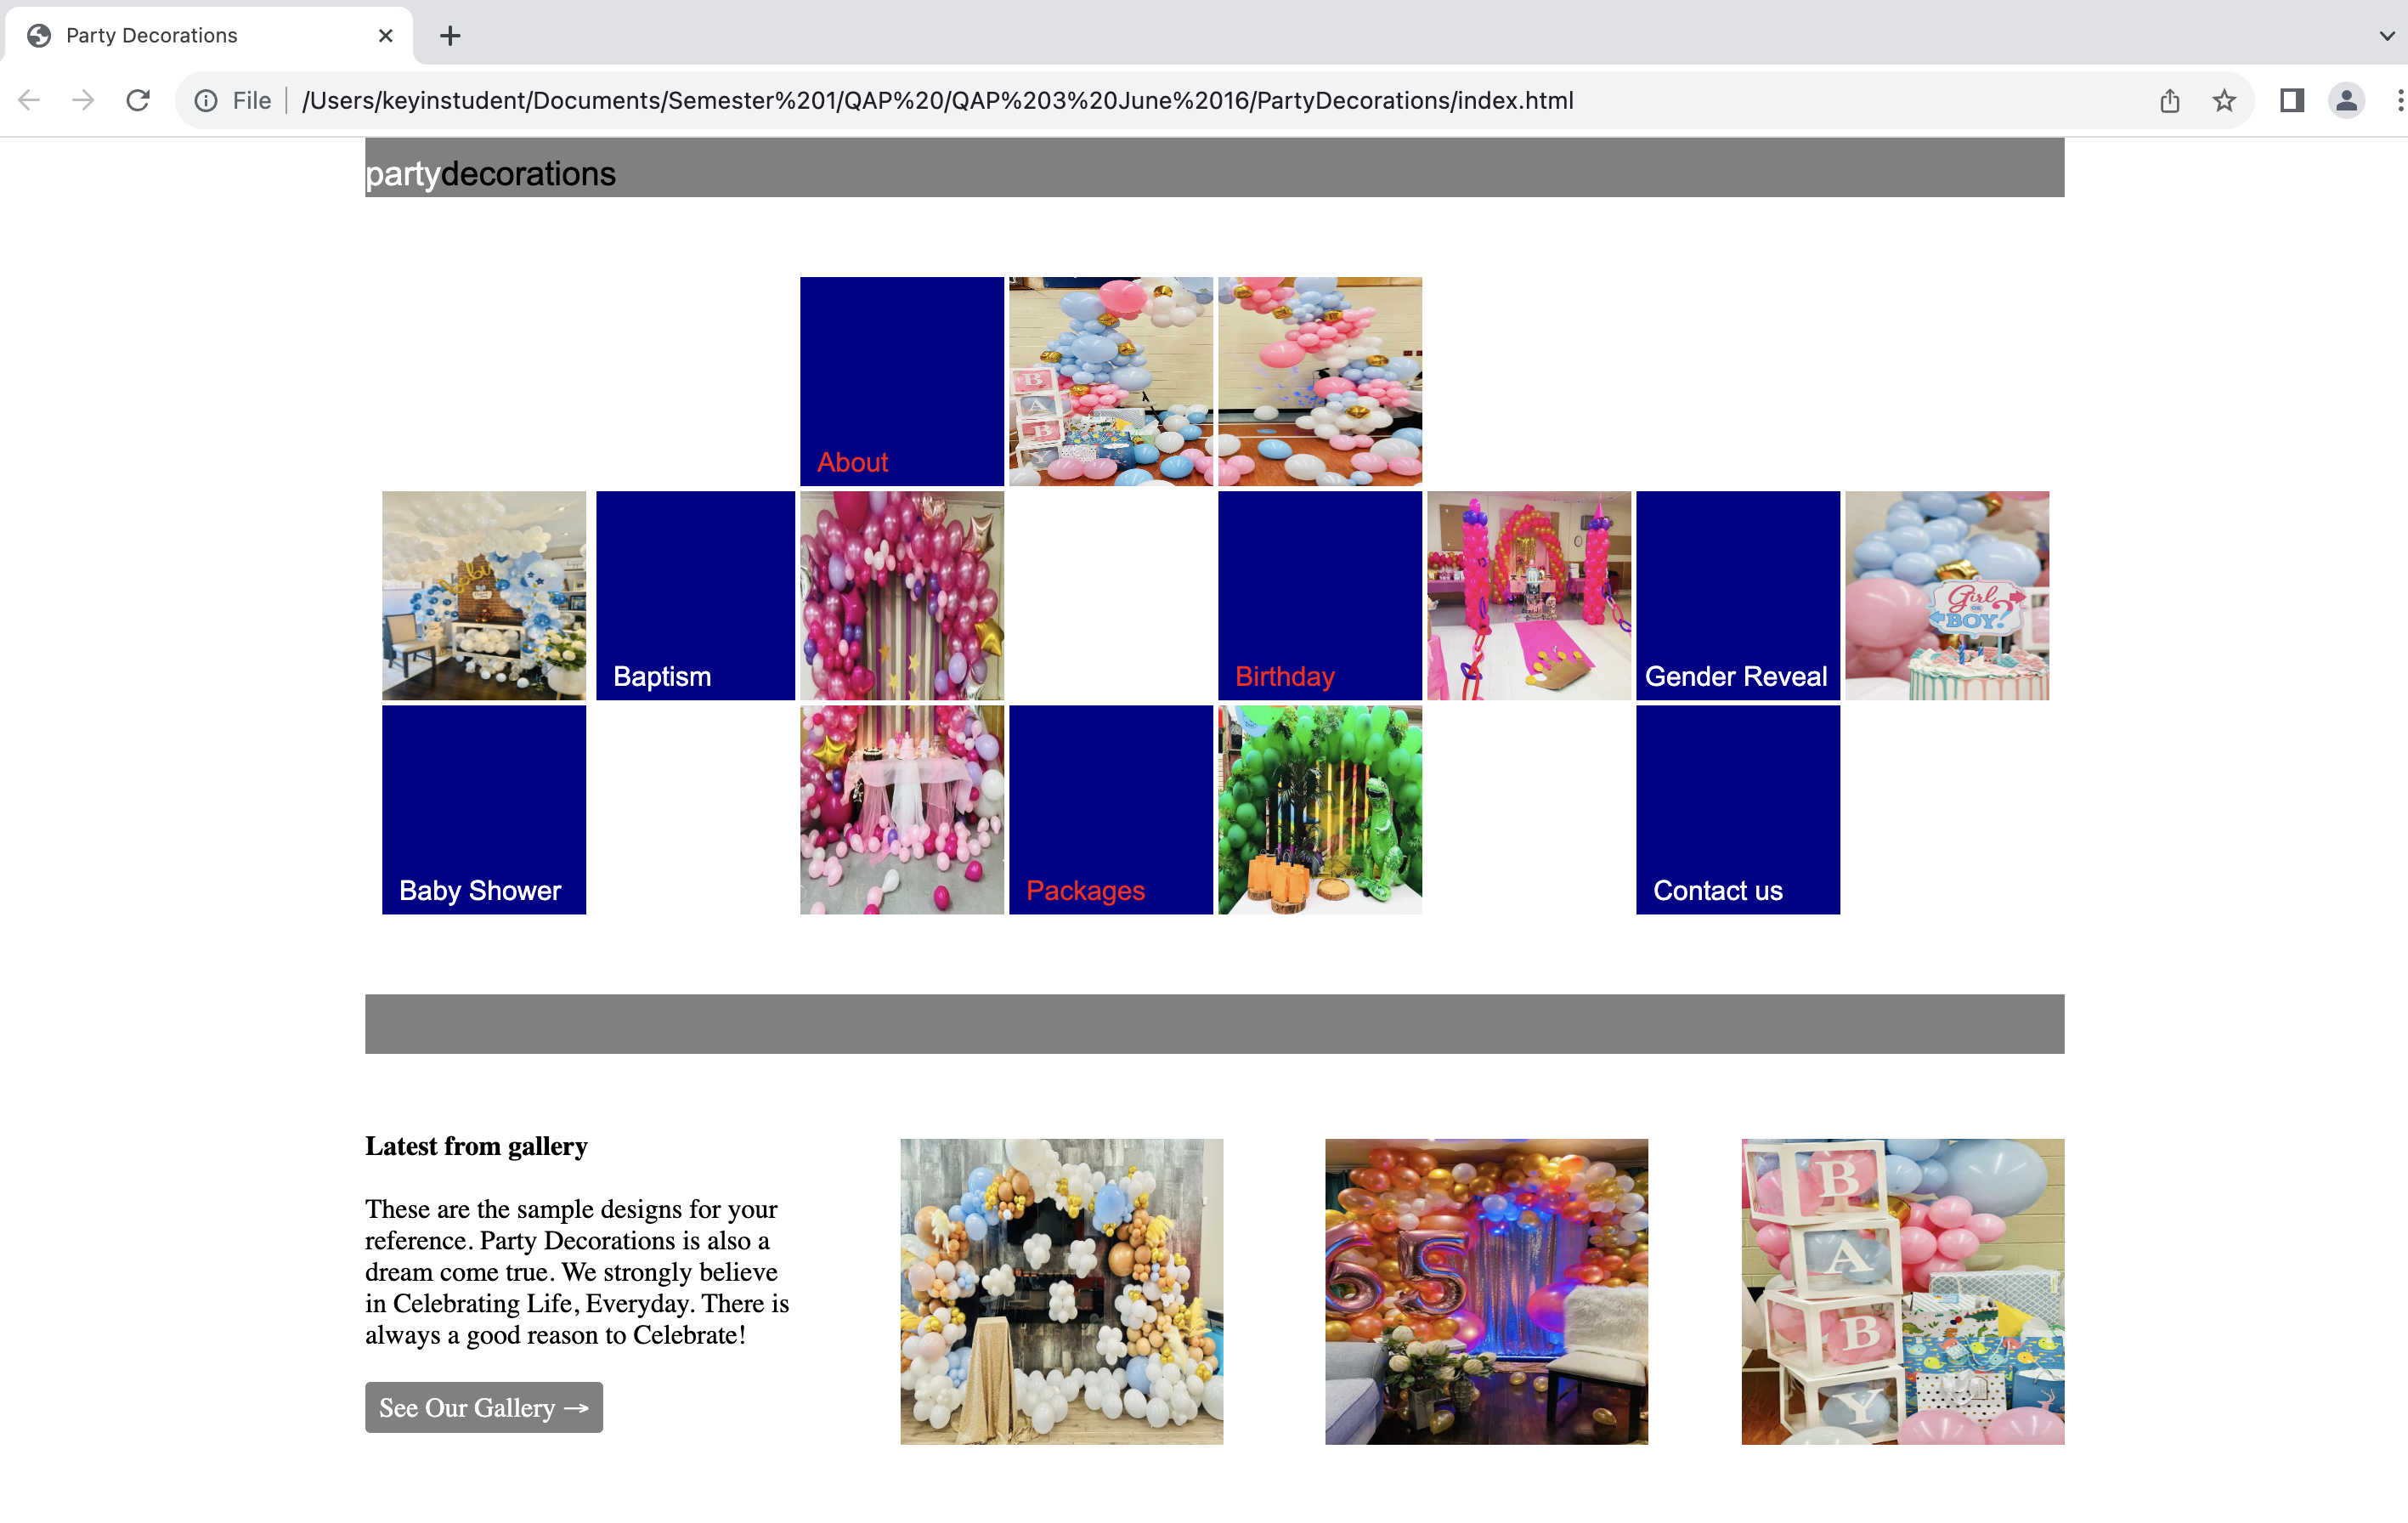 Party Decorations
File /Users/keyinstudent/Documents/Semester%201/QAP%20/QAP%203%20June%2016/PartyDecorations/index.html
partydecorations
BABY
About
Girl
OR
BOY?
Baptism
Birthday
Gender Reveal
Baby Shower
Packages
Contact us
Latest from gallery
These are the sample designs for your
reference. Party Decorations is also a
dream come true. We strongly believe
in Celebrating Life, Everyday. There is
always a good reason to Celebrate!
See Our Gallery →
65
B
A
B
Y